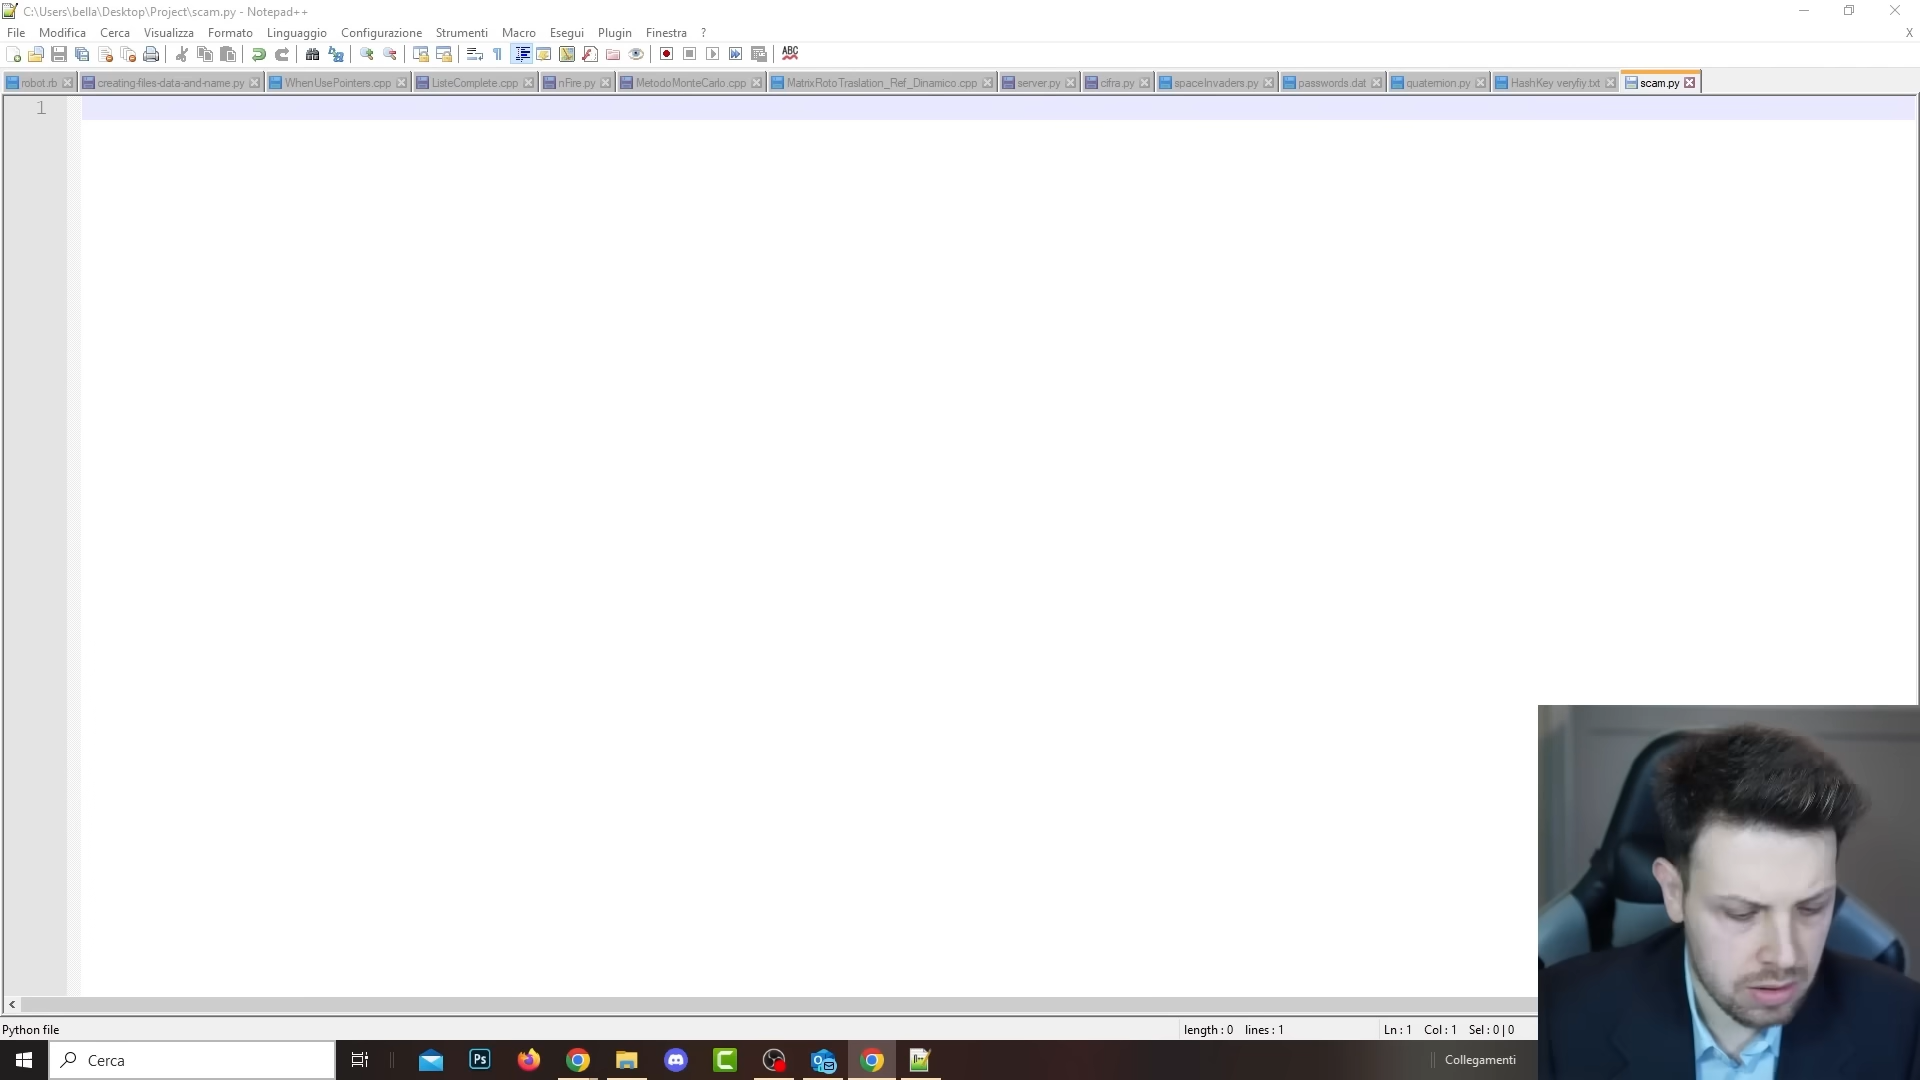 C:\Users\bella\Desktop\Project\scam.py - Notepad++
File Modifica Cerca Visualizza Formato Linguaggio Configurazione Strumenti Macro Esegui Plugin Finestra ? X
ABC
robot.rb creating-files-data-and-name.py WhenUsePointers.cpp ListeComplete.cpp nFire.py MetodoMonteCarlo.cpp MatrixRotoTraslation_Ref_Dinamico.cpp server.py cifra.py spaceInvaders.py passwords.dat quaternion.py HashKey veryfiy.txt scam.py
1
Python file length : 0 lines : 1 Ln : 1 Col : 1 Sel : 0 | 0
Cerca Ps Collegamenti